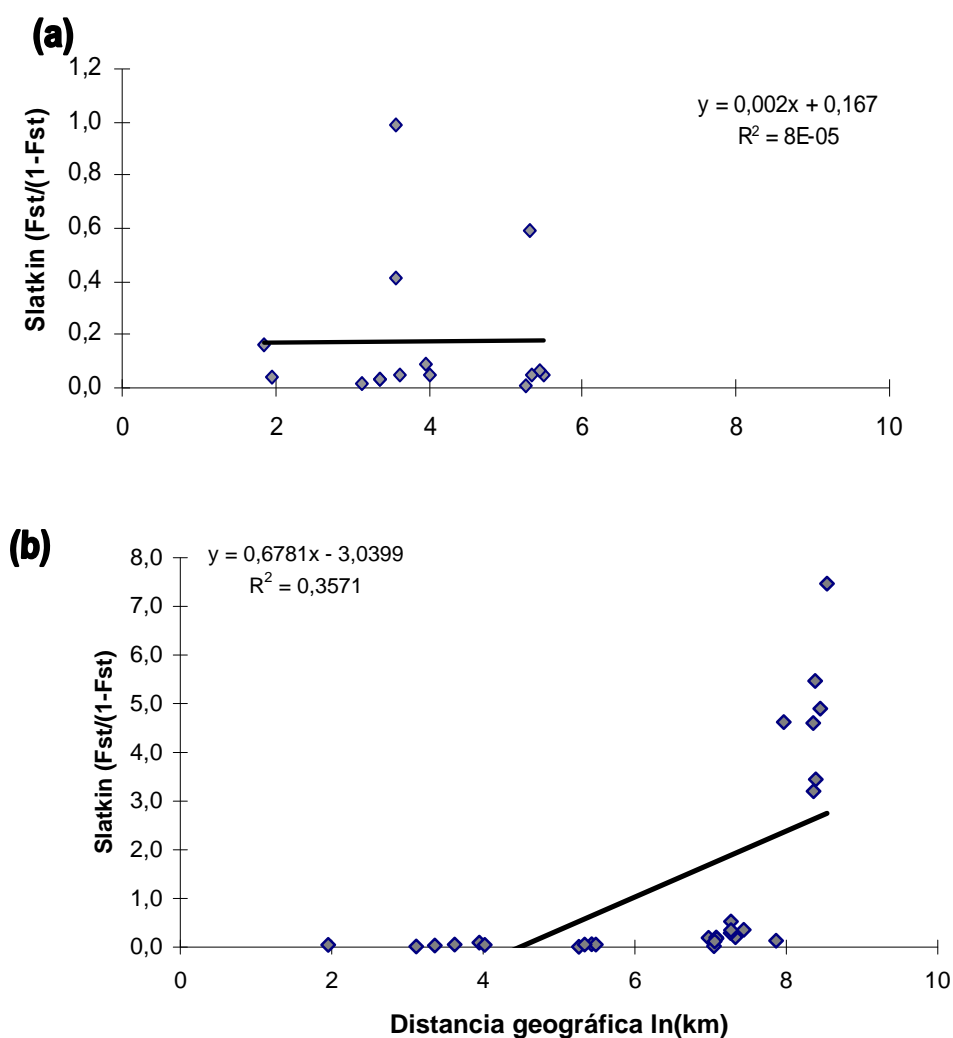 (a)
1,2
1,0
0,8
0,6
0,4
0,2
0,0
Slatkin (Fst/(1-Fst)
y = 0,002x + 0,167
R² = 8E-05
0 2 4 6 8 10
(b)
y = 0,6781x - 3,0399
R² = 0,3571
8,0
7,0
6,0
5,0
4,0
3,0
2,0
1,0
0,0
Slatkin (Fst/(1-Fst)
0 2 4 6 8 10
Distancia geográfica ln(km)